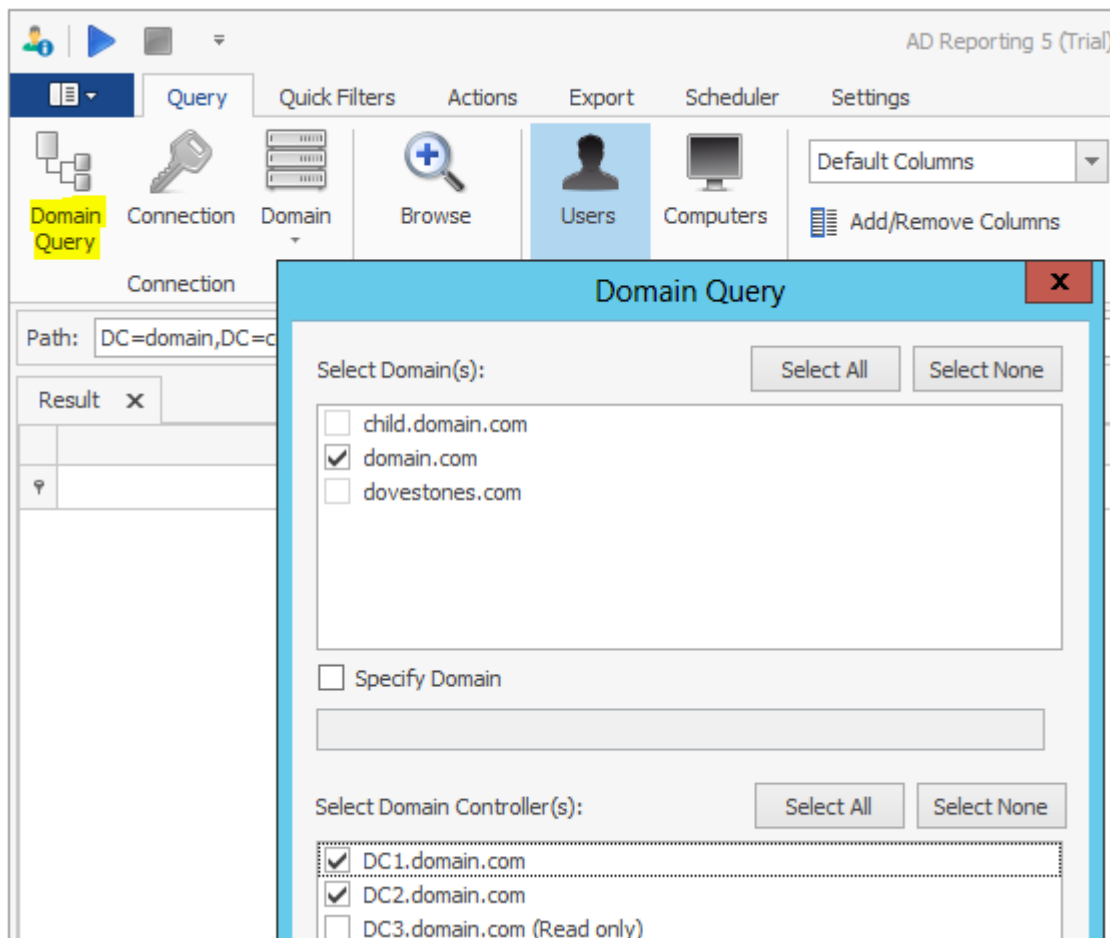 AD Reporting 5 (Trial)
Query Quick Filters Actions Export Scheduler Settings
Domain Query
Connection
Domain
Browse
Users
Computers
Default Columns
Add/Remove Columns
Connection
Path: DC=domain,DC=c
Result
Domain Query
x
Select Domain(s): Select All Select None
child.domain.com
domain.com
dovestones.com
Specify Domain
Select Domain Controller(s): Select All Select None
DC1.domain.com
DC2.domain.com
DC3.domain.com (Read only)